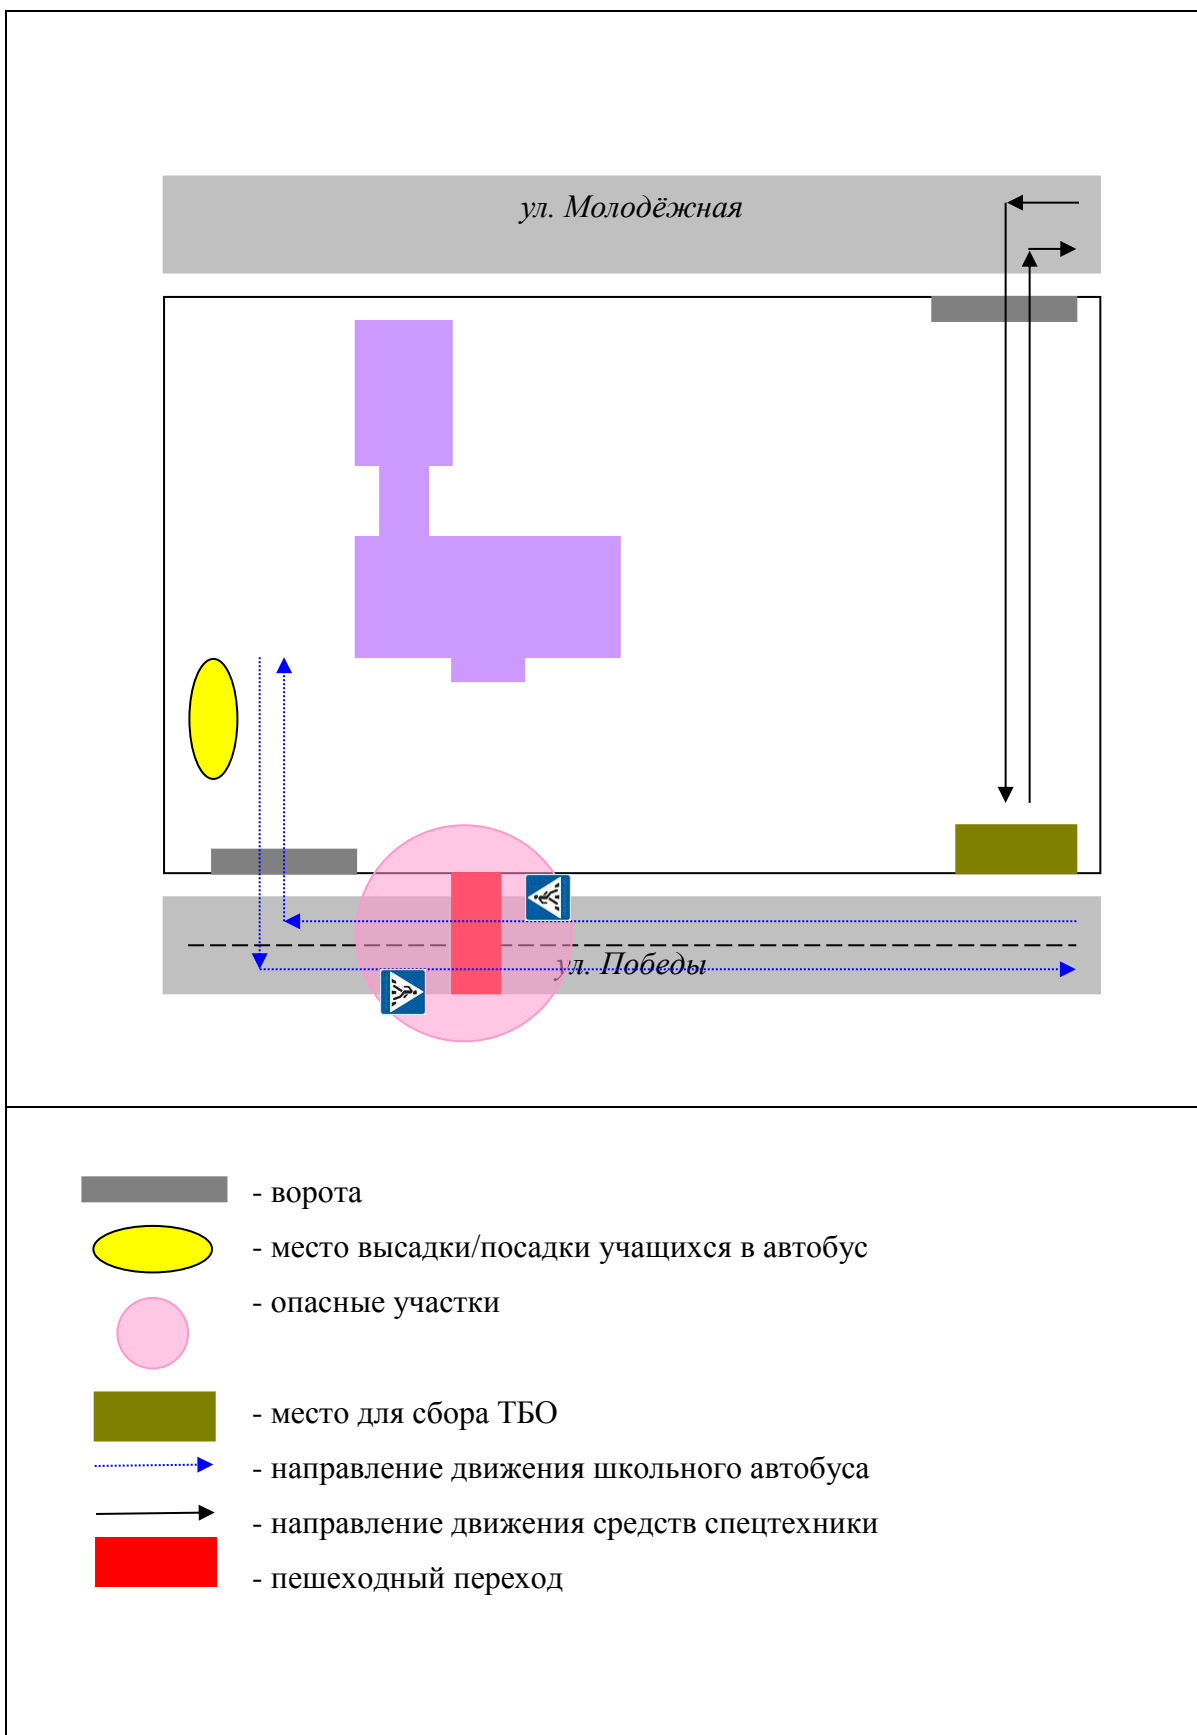 ул. Молодёжная
ул. Победы
- ворота
- место высадки/посадки учащихся в автобус
- опасные участки
- место для сбора ТБО
- направление движения школьного автобуса
- направление движения средств спецтехники
- пешеходный переход